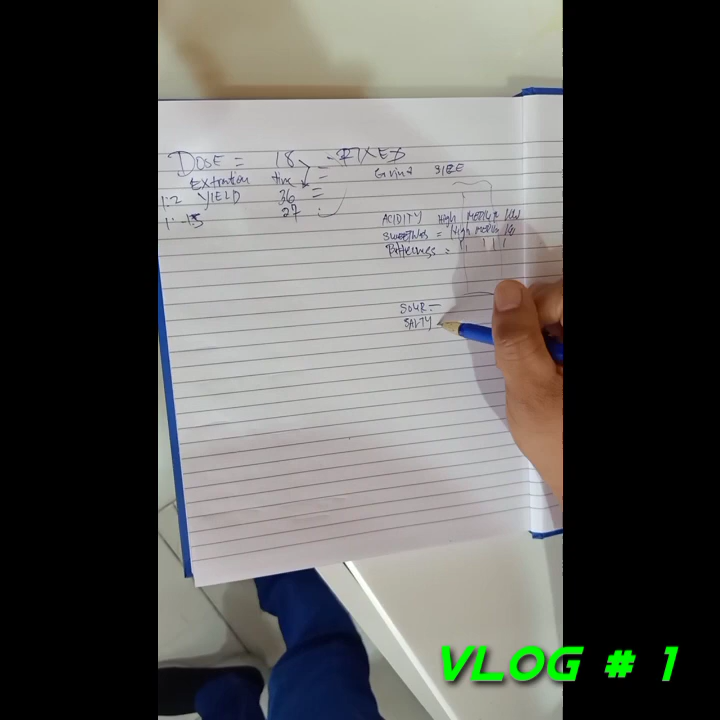 DOSE = 18 - FIXED
Extration time =
1:2 YIELD 36 =
1:1.5 27
Grind SIZE
ACIDITY High MEDIUM low
Sweetness = High MEDIUM low
Bitterness =
SOUR -
SALTY
VLOG # 1